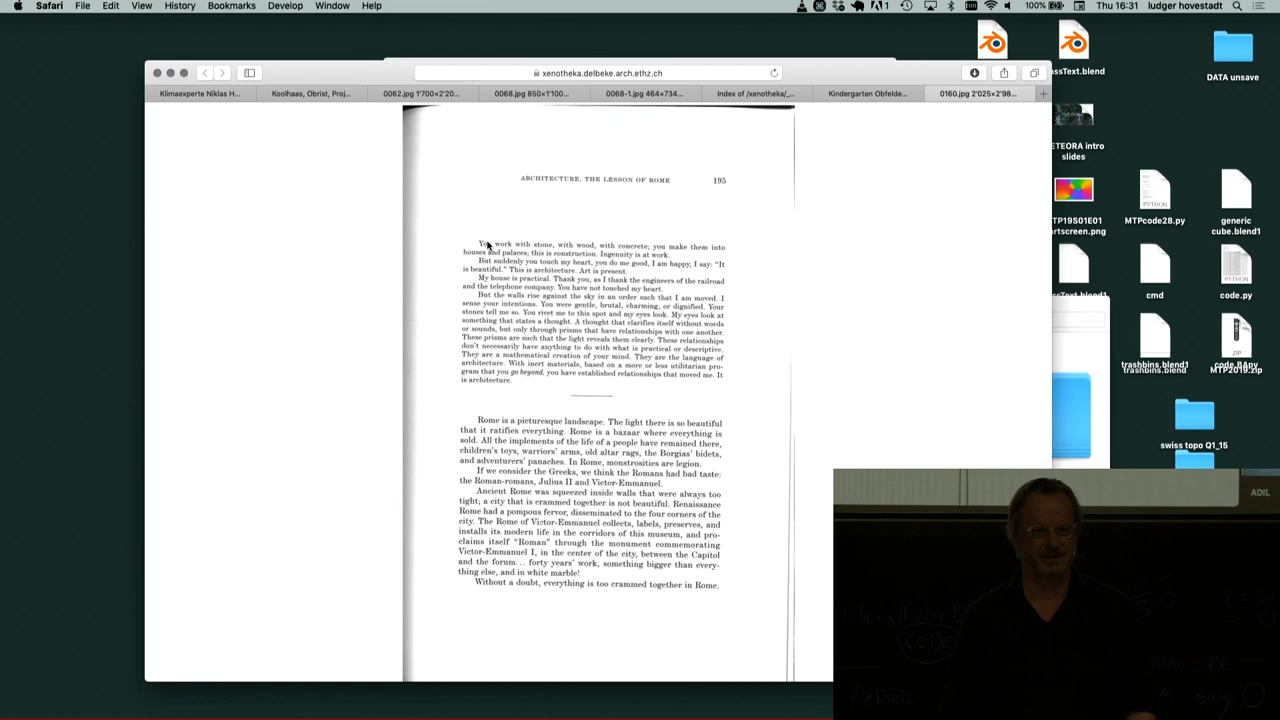 Safari File Edit View History Bookmarks Develop Window Help
100% Thu 16:31 ludger hovestadt
xenotheka.delbeke.arch.ethz.ch
Klimaexperte Niklas H... Koolhaas, Obrist, Proj... 0062.jpg 1'700×2'20... 0068.jpg 850×1'100... 0068-1.jpg 464×734... Index of /xenotheka/_... Kindergarten Obfelde... 0160.jpg 2'025×2'98...
ARCHITECTURE, THE LESSON OF ROME 195
You work with stone, with wood, with concrete; you make them into
houses and palaces; this is construction. Ingenuity is at work.
But suddenly you touch my heart, you do me good, I am happy, I say: "It
is beautiful." This is architecture. Art is present.
My house is practical. Thank you, as I thank the engineers of the railroad
and the telephone company. You have not touched my heart.
But the walls rise against the sky in an order such that I am moved. I
sense your intentions. You were gentle, brutal, charming, or dignified. Your
stones tell me so. You rivet me to this spot and my eyes look. My eyes look at
something that states a thought. A thought that clarifies itself without words
or sounds, but only through prisms that have relationships with one another.
These prisms are such that the light reveals them clearly. These relationships
don't necessarily have anything to do with what is practical or descriptive.
They are a mathematical creation of your mind. They are the language of
architecture. With inert materials, based on a more or less utilitarian pro-
gram that you go beyond, you have established relationships that moved me. It
is architecture.
Rome is a picturesque landscape. The light there is so beautiful
that it ratifies everything. Rome is a bazaar where everything is
sold. All the implements of the life of a people have remained there,
children's toys, warriors' arms, old altar rags, the Borgias' bidets,
and adventurers' panaches. In Rome, monstrosities are legion.
If we consider the Greeks, we think the Romans had bad taste:
the Roman-romans, Julius II and Victor-Emmanuel.
Ancient Rome was squeezed inside walls that were always too
tight; a city that is crammed together is not beautiful. Renaissance
Rome had a pompous fervor, disseminated to the four corners of the
city. The Rome of Victor-Emmanuel collects, labels, preserves, and
installs its modern life in the corridors of this museum, and pro-
claims itself "Roman" through the monument commemorating
Victor-Emmanuel I, in the center of the city, between the Capitol
and the forum... forty years' work, something bigger than every-
thing else, and in white marble!
Without a doubt, everything is too crammed together in Rome.
assText.blend
DATA unsave
ETEORA intro
slides
PYTHON
TP19S01E01
artscreen.png
MTPcode28.py
generic
cube.blend1
PYTHON
cmd
code.py
ZIP
trashbins.blend1
trashbins.blend
MTP2019.zip
swiss topo Q1_15
ADIL
CODE